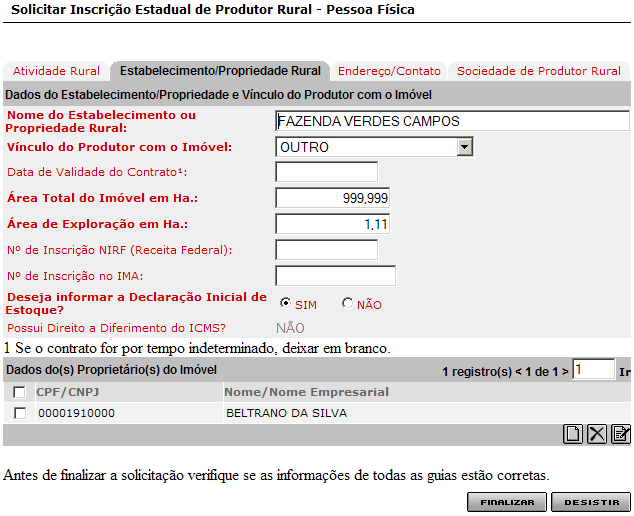 Solicitar Inscrição Estadual de Produtor Rural - Pessoa Física
Atividade Rural Estabelecimento/Propriedade Rural Endereço/Contato Sociedade de Produtor Rural
Dados do Estabelecimento/Propriedade e Vínculo do Produtor com o Imóvel
Nome do Estabelecimento ou
Propriedade Rural: FAZENDA VERDES CAMPOS
Vínculo do Produtor com o Imóvel: OUTRO
Data de Validade do Contrato¹:
Área Total do Imóvel em Ha.: 999,999
Área de Exploração em Ha.: 1,11
Nº de Inscrição NIRF (Receita Federal):
Nº de Inscrição no IMA:
Deseja informar a Declaração Inicial de
Estoque? SIM NÃO
Possui Direito a Diferimento do ICMS? NÃO
1 Se o contrato for por tempo indeterminado, deixar em branco.
Dados do(s) Proprietário(s) do Imóvel 1 registro(s) < 1 de 1 > 1 Ir
CPF/CNPJ Nome/Nome Empresarial
00001910000 BELTRANO DA SILVA
Antes de finalizar a solicitação verifique se as informações de todas as guias estão corretas.
FINALIZAR DESISTIR